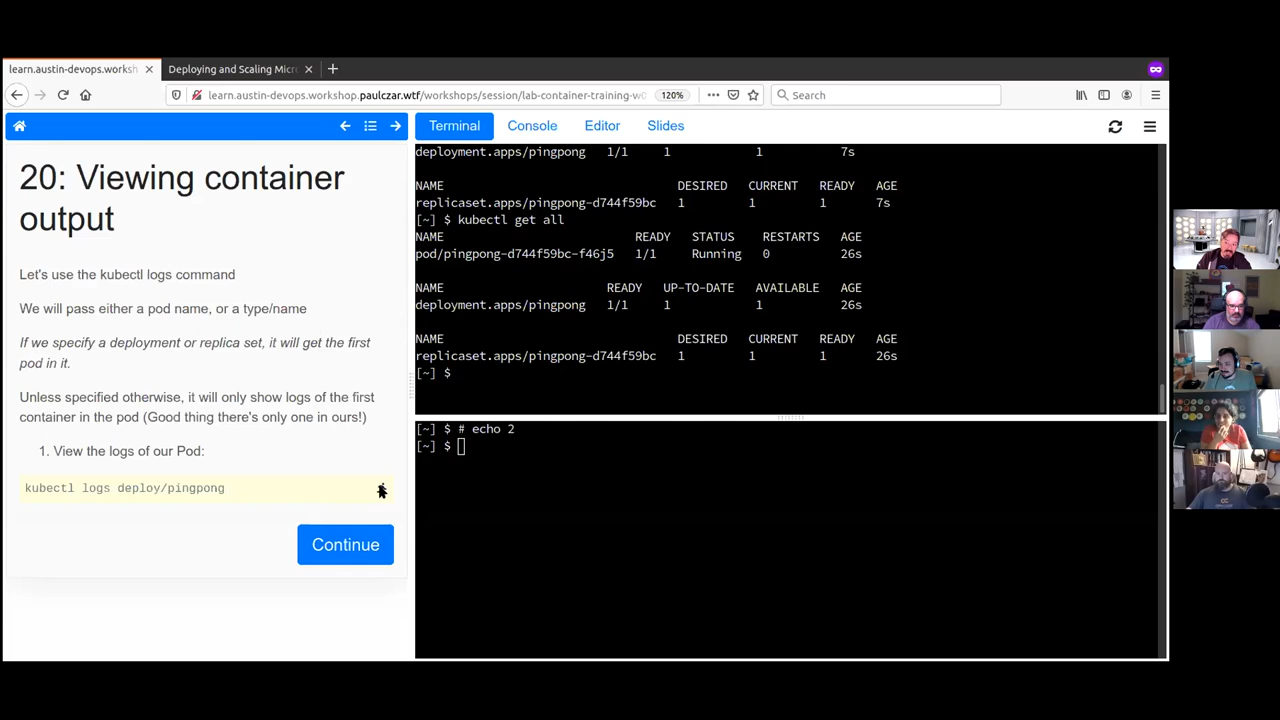 learn.austin-devops.worksh
Deploying and Scaling Micr
learn.austin-devops.workshop.paulczar.wtf/workshops/session/lab-container-training-w
120%
Search
Terminal
Console
Editor
Slides
20: Viewing container
output
Let's use the kubectl logs command
We will pass either a pod name, or a type/name
If we specify a deployment or replica set, it will get the first
pod in it.
Unless specified otherwise, it will only show logs of the first
container in the pod (Good thing there's only one in ours!)
1. View the logs of our Pod:
kubectl logs deploy/pingpong
Continue
deployment.apps/pingpong 1/1 1 1 7s
NAME DESIRED CURRENT READY AGE
replicaset.apps/pingpong-d744f59bc 1 1 1 7s
[~] $ kubectl get all
NAME READY STATUS RESTARTS AGE
pod/pingpong-d744f59bc-f46j5 1/1 Running 0 26s
NAME READY UP-TO-DATE AVAILABLE AGE
deployment.apps/pingpong 1/1 1 1 26s
NAME DESIRED CURRENT READY AGE
replicaset.apps/pingpong-d744f59bc 1 1 1 26s
[~] $
[~] $ # echo 2
[~] $